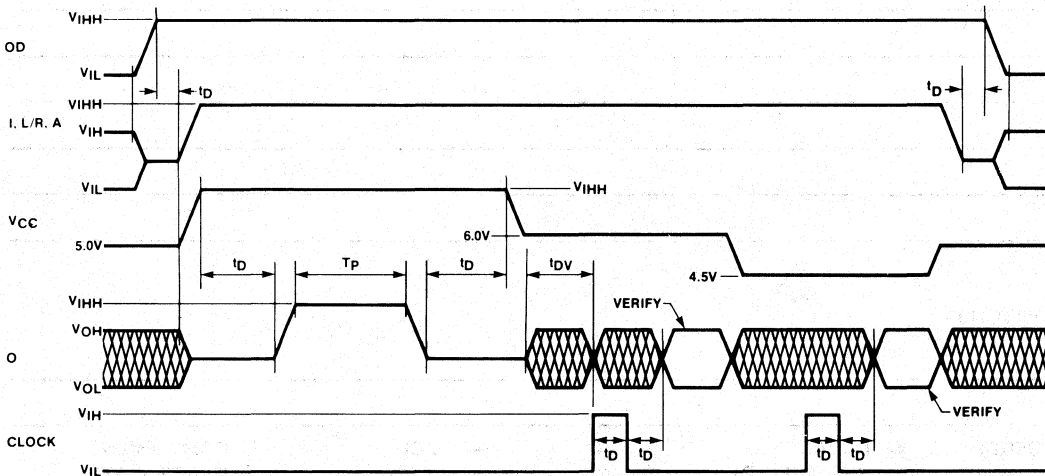 OD
VIHH
VIL
tD
tD
I, L/R, A
VIHH
VIH
VIL
VCC
5.0V
VIHH
6.0V
4.5V
tD
TP
tD
tDV
O
VIHH
VOH
VOL
VERIFY
VERIFY
CLOCK
VIH
VIL
tD
tD
tD
tD